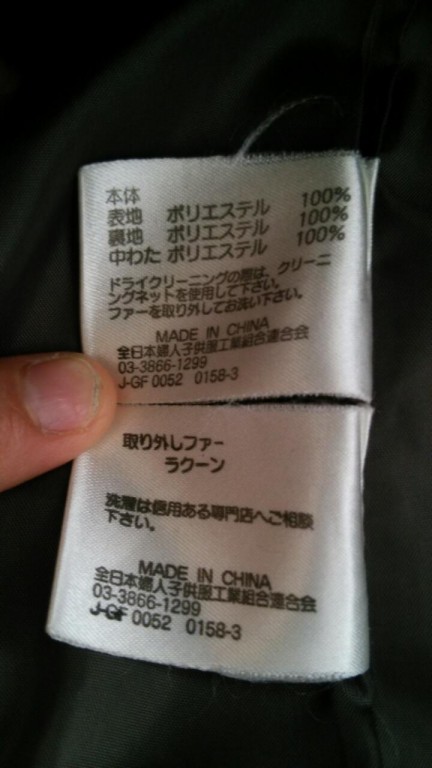 本体
表地 ポリエステル 100%
裏地 ポリエステル 100%
中わた ポリエステル 100%
ドライクリーニングの際は、クリーニ
ングネットを使用して下さい。
ファーを取り外してお洗い下さい。
MADE IN CHINA
全日本婦人子供服工業組合連合会
03-3866-1299
J-GF 0052 0158-3
取り外しファー
ラクーン
洗濯は信用ある専門店へご相談
下さい。
MADE IN CHINA
全日本婦人子供服工業組合連合会
03-3866-1299
J-GF 0052 0158-3